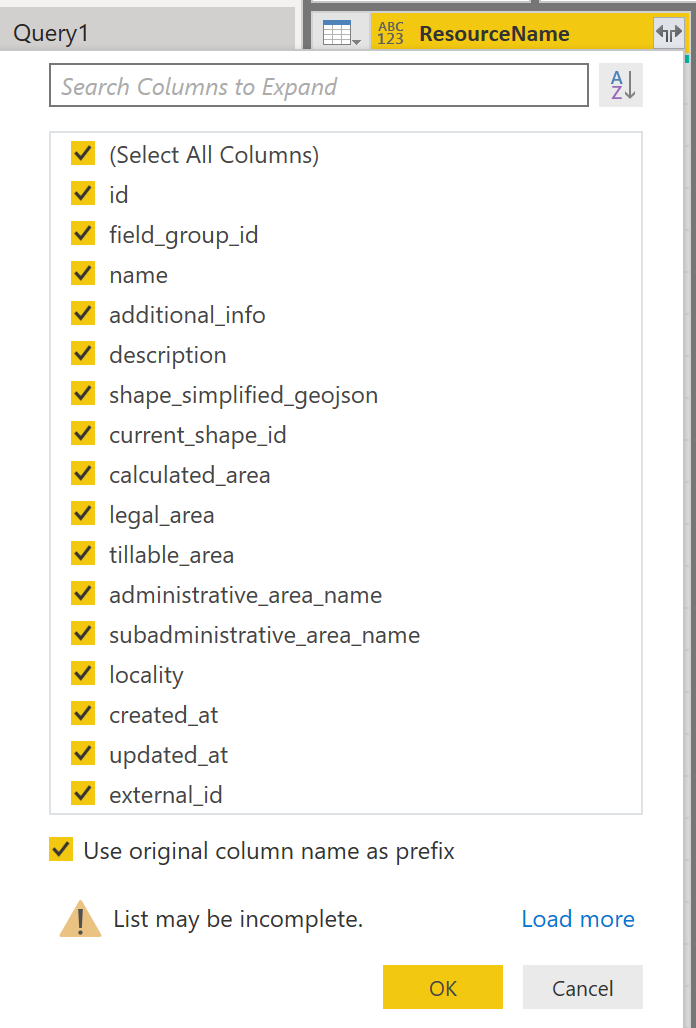 Query1
ABC
123
ResourceName
Search Columns to Expand
A
Z
(Select All Columns)
id
field_group_id
name
additional_info
description
shape_simplified_geojson
current_shape_id
calculated_area
legal_area
tillable_area
administrative_area_name
subadministrative_area_name
locality
created_at
updated_at
external_id
Use original column name as prefix
List may be incomplete. Load more
OK Cancel